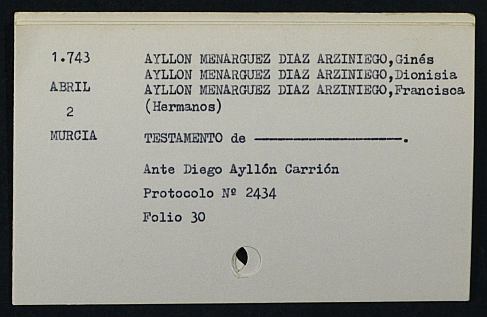 1.743 AYLLON MENARGUEZ DIAZ ARZINIEGO,Ginés
AYLLON MENARGUEZ DIAZ ARZINIEGO,Dionisia
ABRIL AYLLON MENARGUEZ DIAZ ARZINIEGO,Francisca
2 (Hermanos)
MURCIA TESTAMENTO de ————————————.
Ante Diego Ayllón Carrión
Protocolo Nº 2434
Folio 30